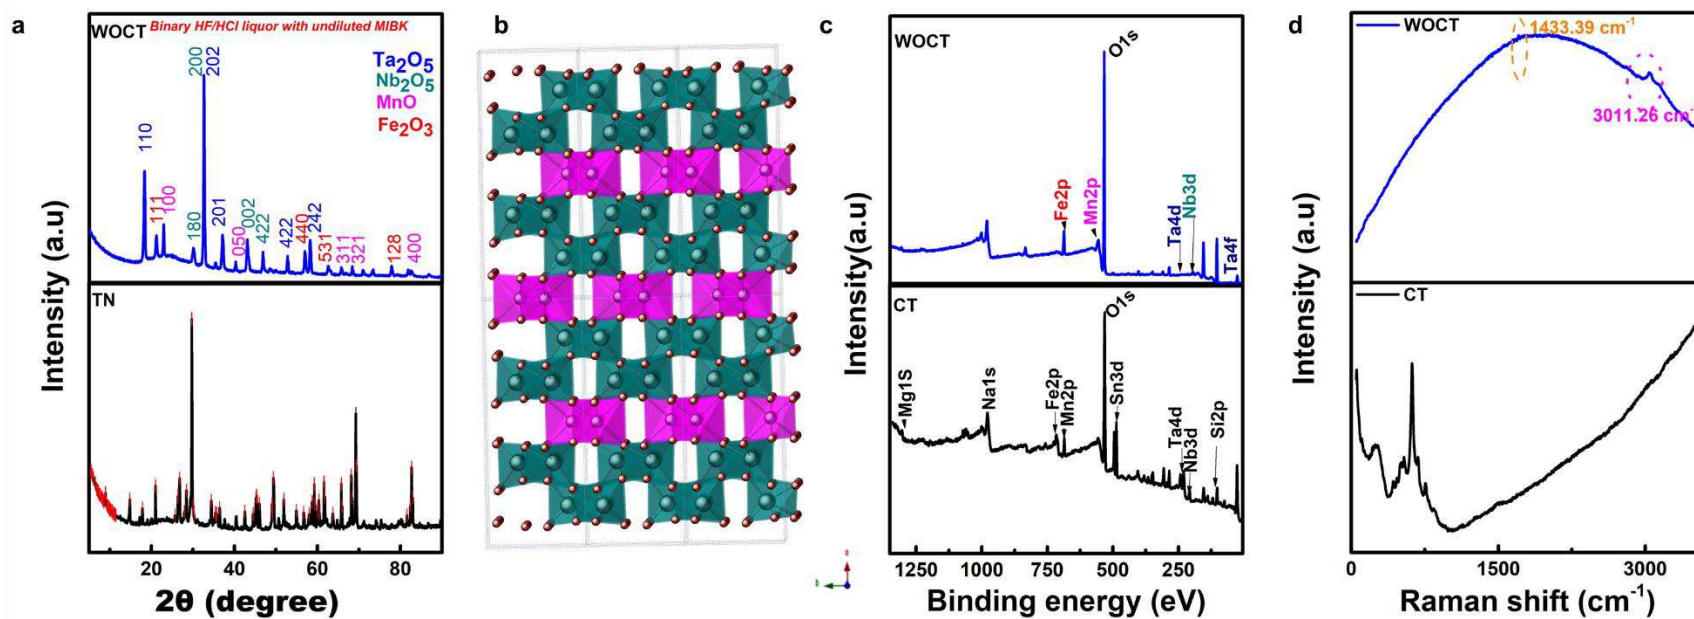 a
WOCT Binary HF/HCl liquor with undiluted MIBK
Ta2O5
Nb2O5
MnO
Fe2O3
110
111
100
180
200
202
201
050
002
422
422
440
242
531
311
321
128
400
TN
Intensity (a.u)
20
40
60
80
2θ (degree)
b
c
WOCT
O1s
Fe2p
Mn2p
Ta4d
Nb3d
Ta4f
CT
O1s
Mg1S
Na1s
Fe2p
Mn2p
Sn3d
Ta4d
Nb3d
Si2p
Intensity(a.u)
1250
1000
750
500
250
0
Binding energy (eV)
d
WOCT
1433.39 cm-1
3011.26 cm-
CT
Intensity (a.u)
0
1500
3000
Raman shift (cm-1)